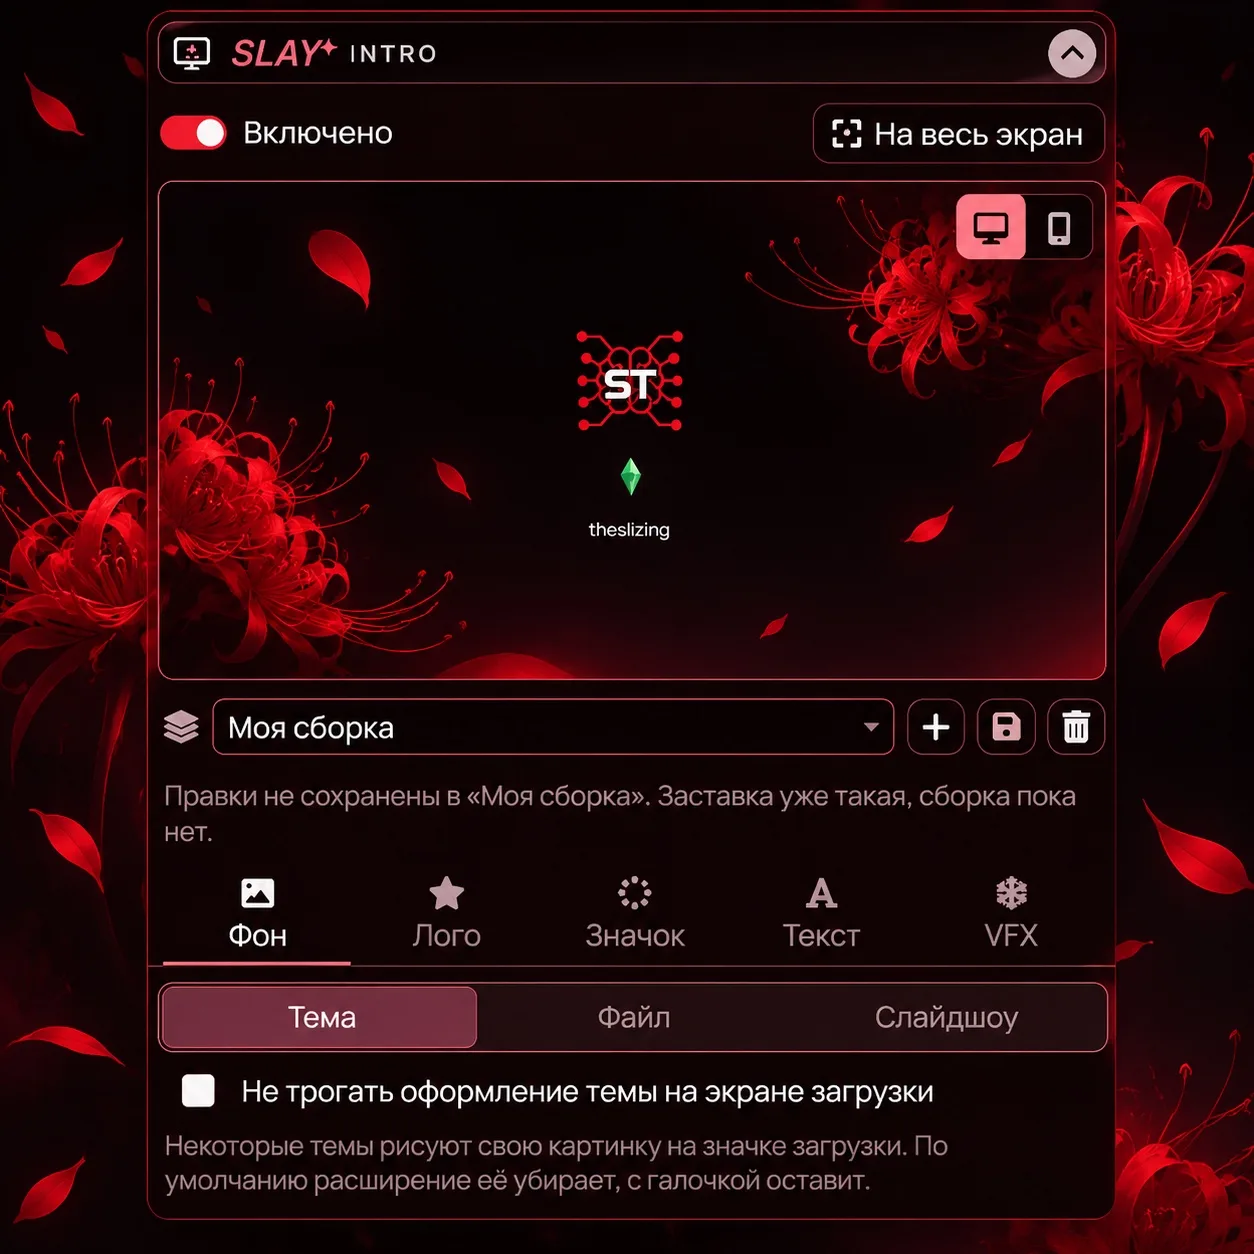 SLAY INTRO
Включено
На весь экран
ST
theslizing
Моя сборка
Правки не сохранены в «Моя сборка». Заставка уже такая, сборка пока
нет.
Фон Лого Значок Текст VFX
Тема Файл Слайдшоу
Не трогать оформление темы на экране загрузки
Некоторые темы рисуют свою картинку на значке загрузки. По
умолчанию расширение её убирает, с галочкой оставит.